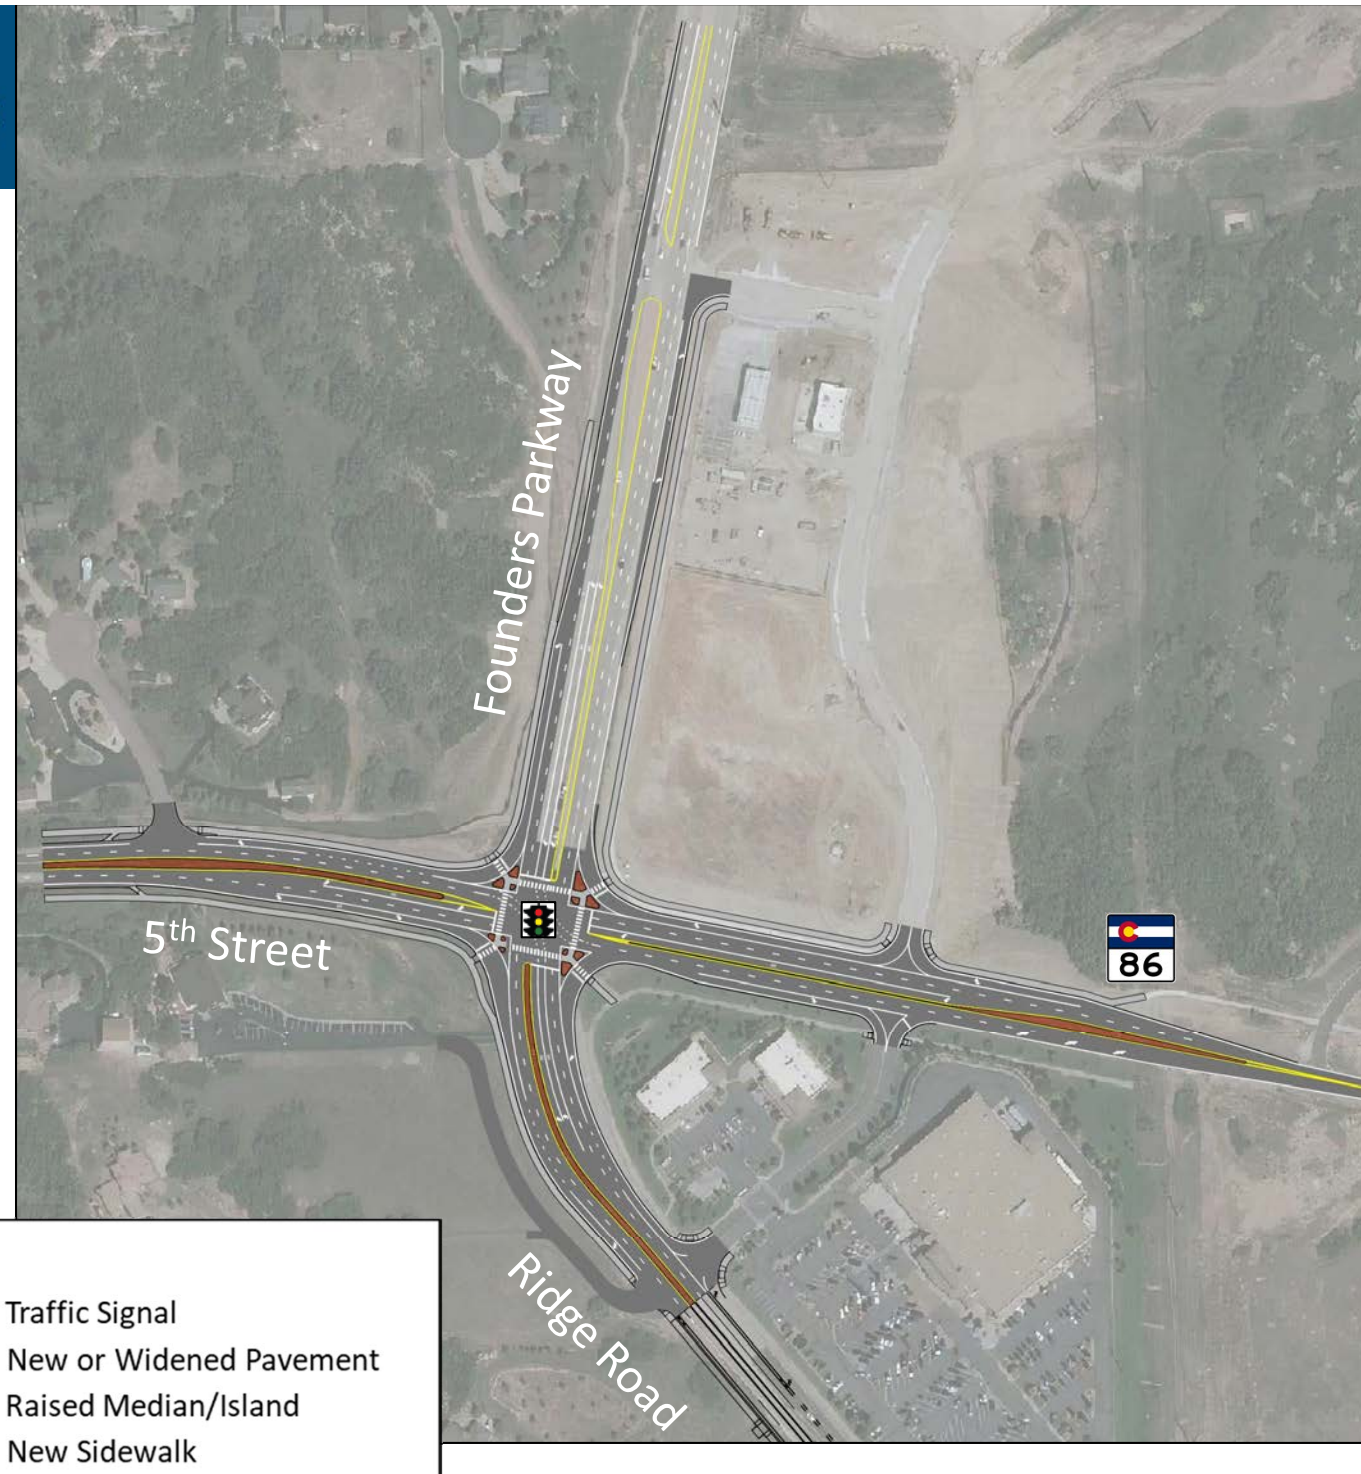 Founders Parkway
5th Street
86
Ridge Road
Traffic Signal
New or Widened Pavement
Raised Median/Island
New Sidewalk